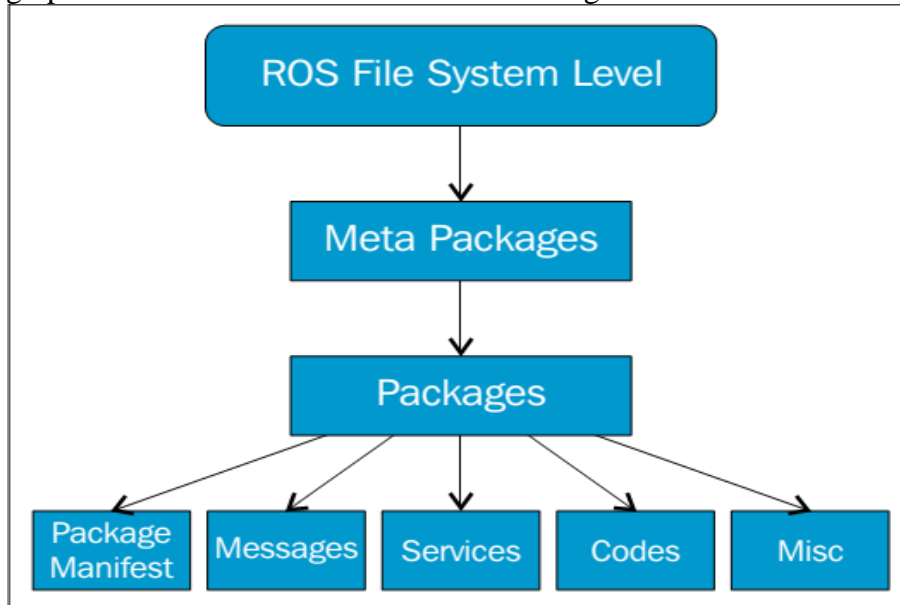 ROS File System Level
Meta Packages
Packages
Package
Manifest
Messages
Services
Codes
Misc